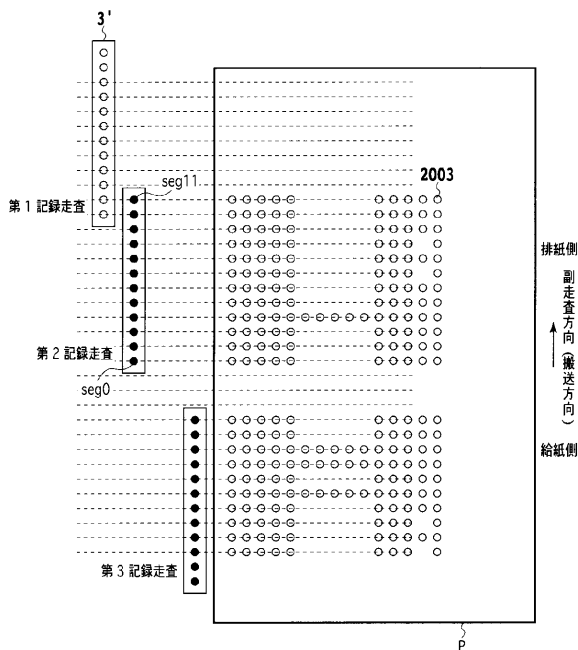 3'
seg11
2003
第1記録走査
排紙側
副走査方向(搬送方向)
第2記録走査
seg0
給紙側
第3記録走査
P